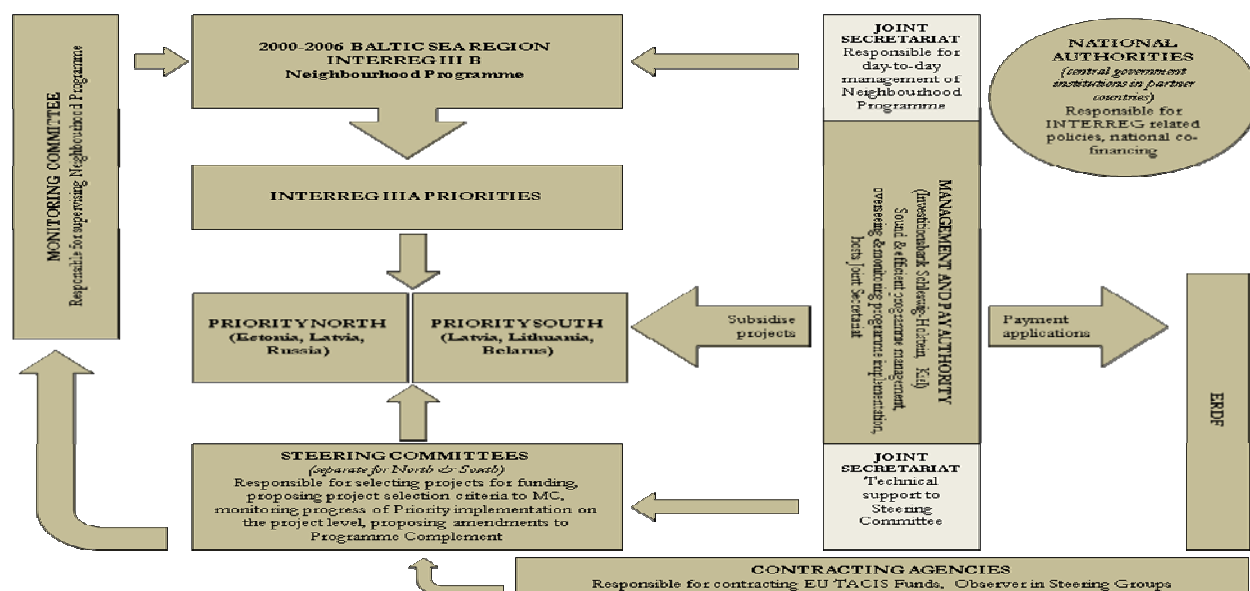 MONITORING COMMITTEE
Responsible for supervising Neighbourhood Programme
2000-2006 BALTIC SEA REGION
INTERREG III B
Neighbourhood Programme
INTERREG IIIA PRIORITIES
PRIORITY NORTH
(Estonia, Latvia,
Russia)
PRIORITY SOUTH
(Latvia, Lithuania,
Belarus)
STEERING COMMITTEES
(separate for North & South)
Responsible for selecting projects for funding,
proposing project selection criteria to MC,
monitoring progress of Priority implementation on
the project level, proposing amendments to
Programme Complement
JOINT
SECRETARIAT
Responsible for
day-to-day
management of
Neighbourhood
Programme
MANAGEMENT AND PAY AUTHORITY
(Investitionsbank Schleswig-Holstein, Kiel)
Sound & efficient programme management,
overseeing & monitoring programme implementation,
hosts Joint Secretariat
JOINT
SECRETARIAT
Technical
support to
Steering
Committee
Subsidise
projects
Payment
applications
NATIONAL
AUTHORITIES
(central government
institutions in partner
countries)
Responsible for
INTERREG related
policies, national co-
financing
ERDF
CONTRACTING AGENCIES
Responsible for contracting EU TACIS Funds. Observer in Steering Groups